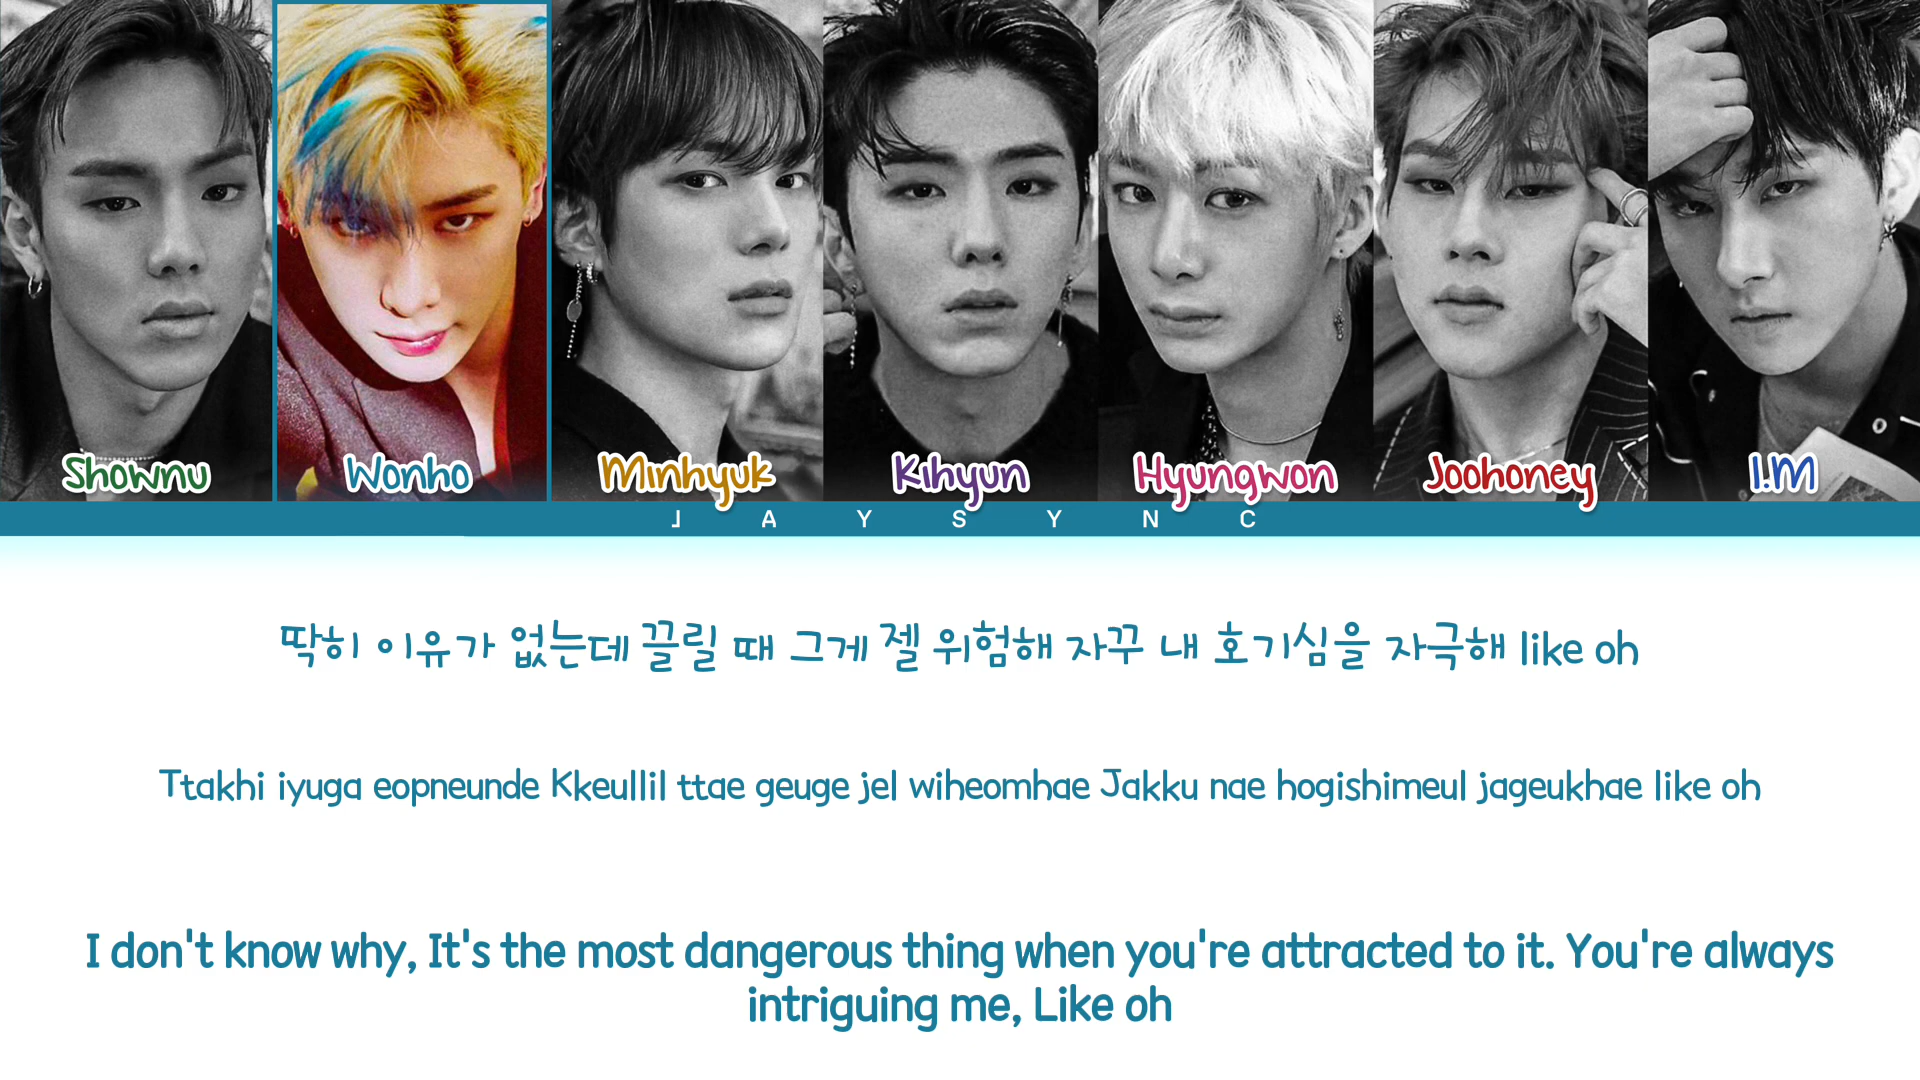 Shownu
Wonho
Minhyuk
Kihyun
Hyungwon
Joohoney
I.M
JAYSYNC
딱히 이유가 없는데 끌릴 때 그게 젤 위험해 자꾸 내 호기심을 자극해 like oh
Ttakhi iyuga eopneunde Kkeullil ttae geuge jel wiheomhae Jakku nae hogishimeul jageukhae like oh
I don't know why, It's the most dangerous thing when you're attracted to it. You're always
intriguing me, Like oh